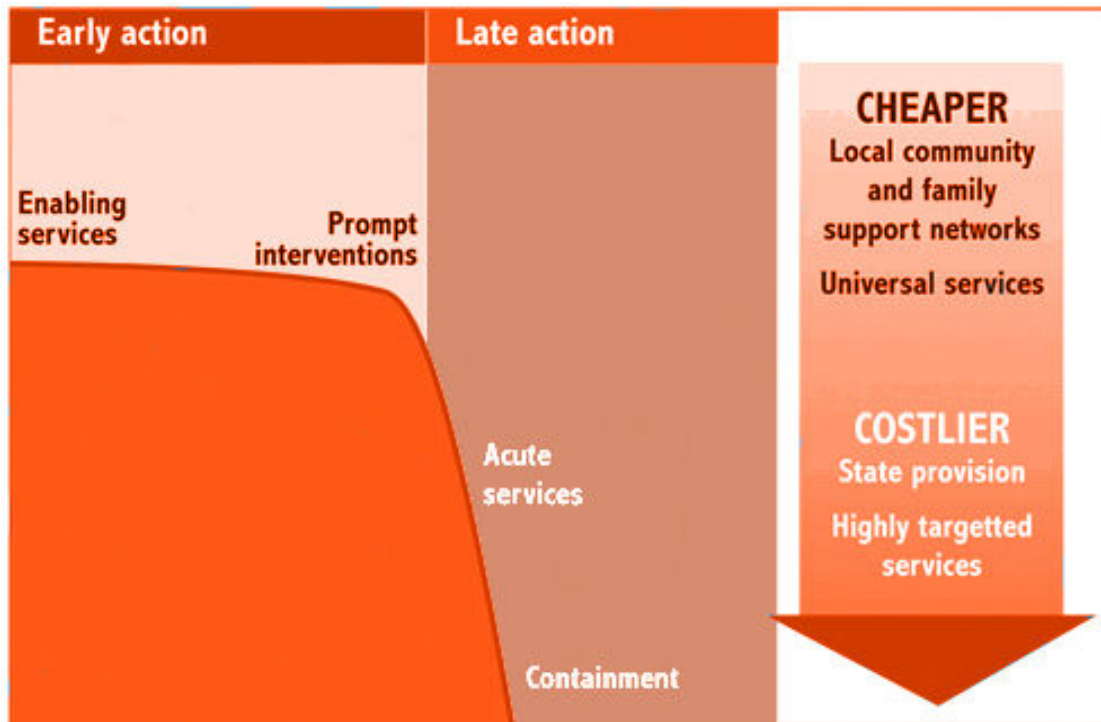 Early action
Late action
Enabling
services
Prompt
interventions
Acute
services
Containment
CHEAPER
Local community
and family
support networks
Universal services
COSTLIER
State provision
Highly targetted
services